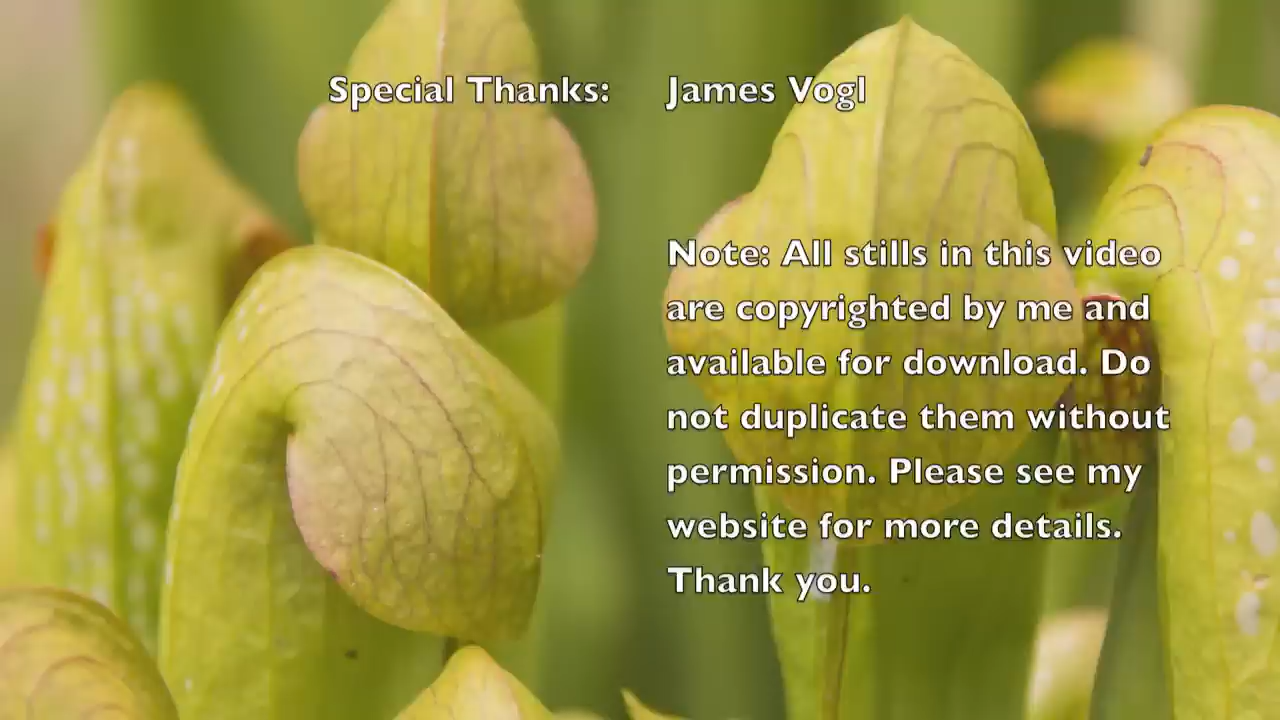 Special Thanks: James Vogl
Note: All stills in this video
are copyrighted by me and
available for download. Do
not duplicate them without
permission. Please see my
website for more details.
Thank you.